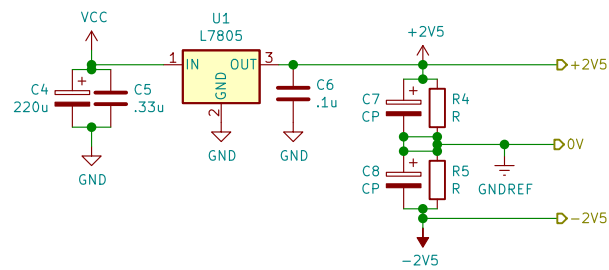 VCC
U1
L7805
+2V5
1
IN
OUT
3
+2V5
GND
2
C4
220u
+
C5
.33u
C6
.1u
C7
CP
+
R4
R
0V
GND
GND
GND
C8
CP
+
R5
R
GNDREF
-2V5
-2V5